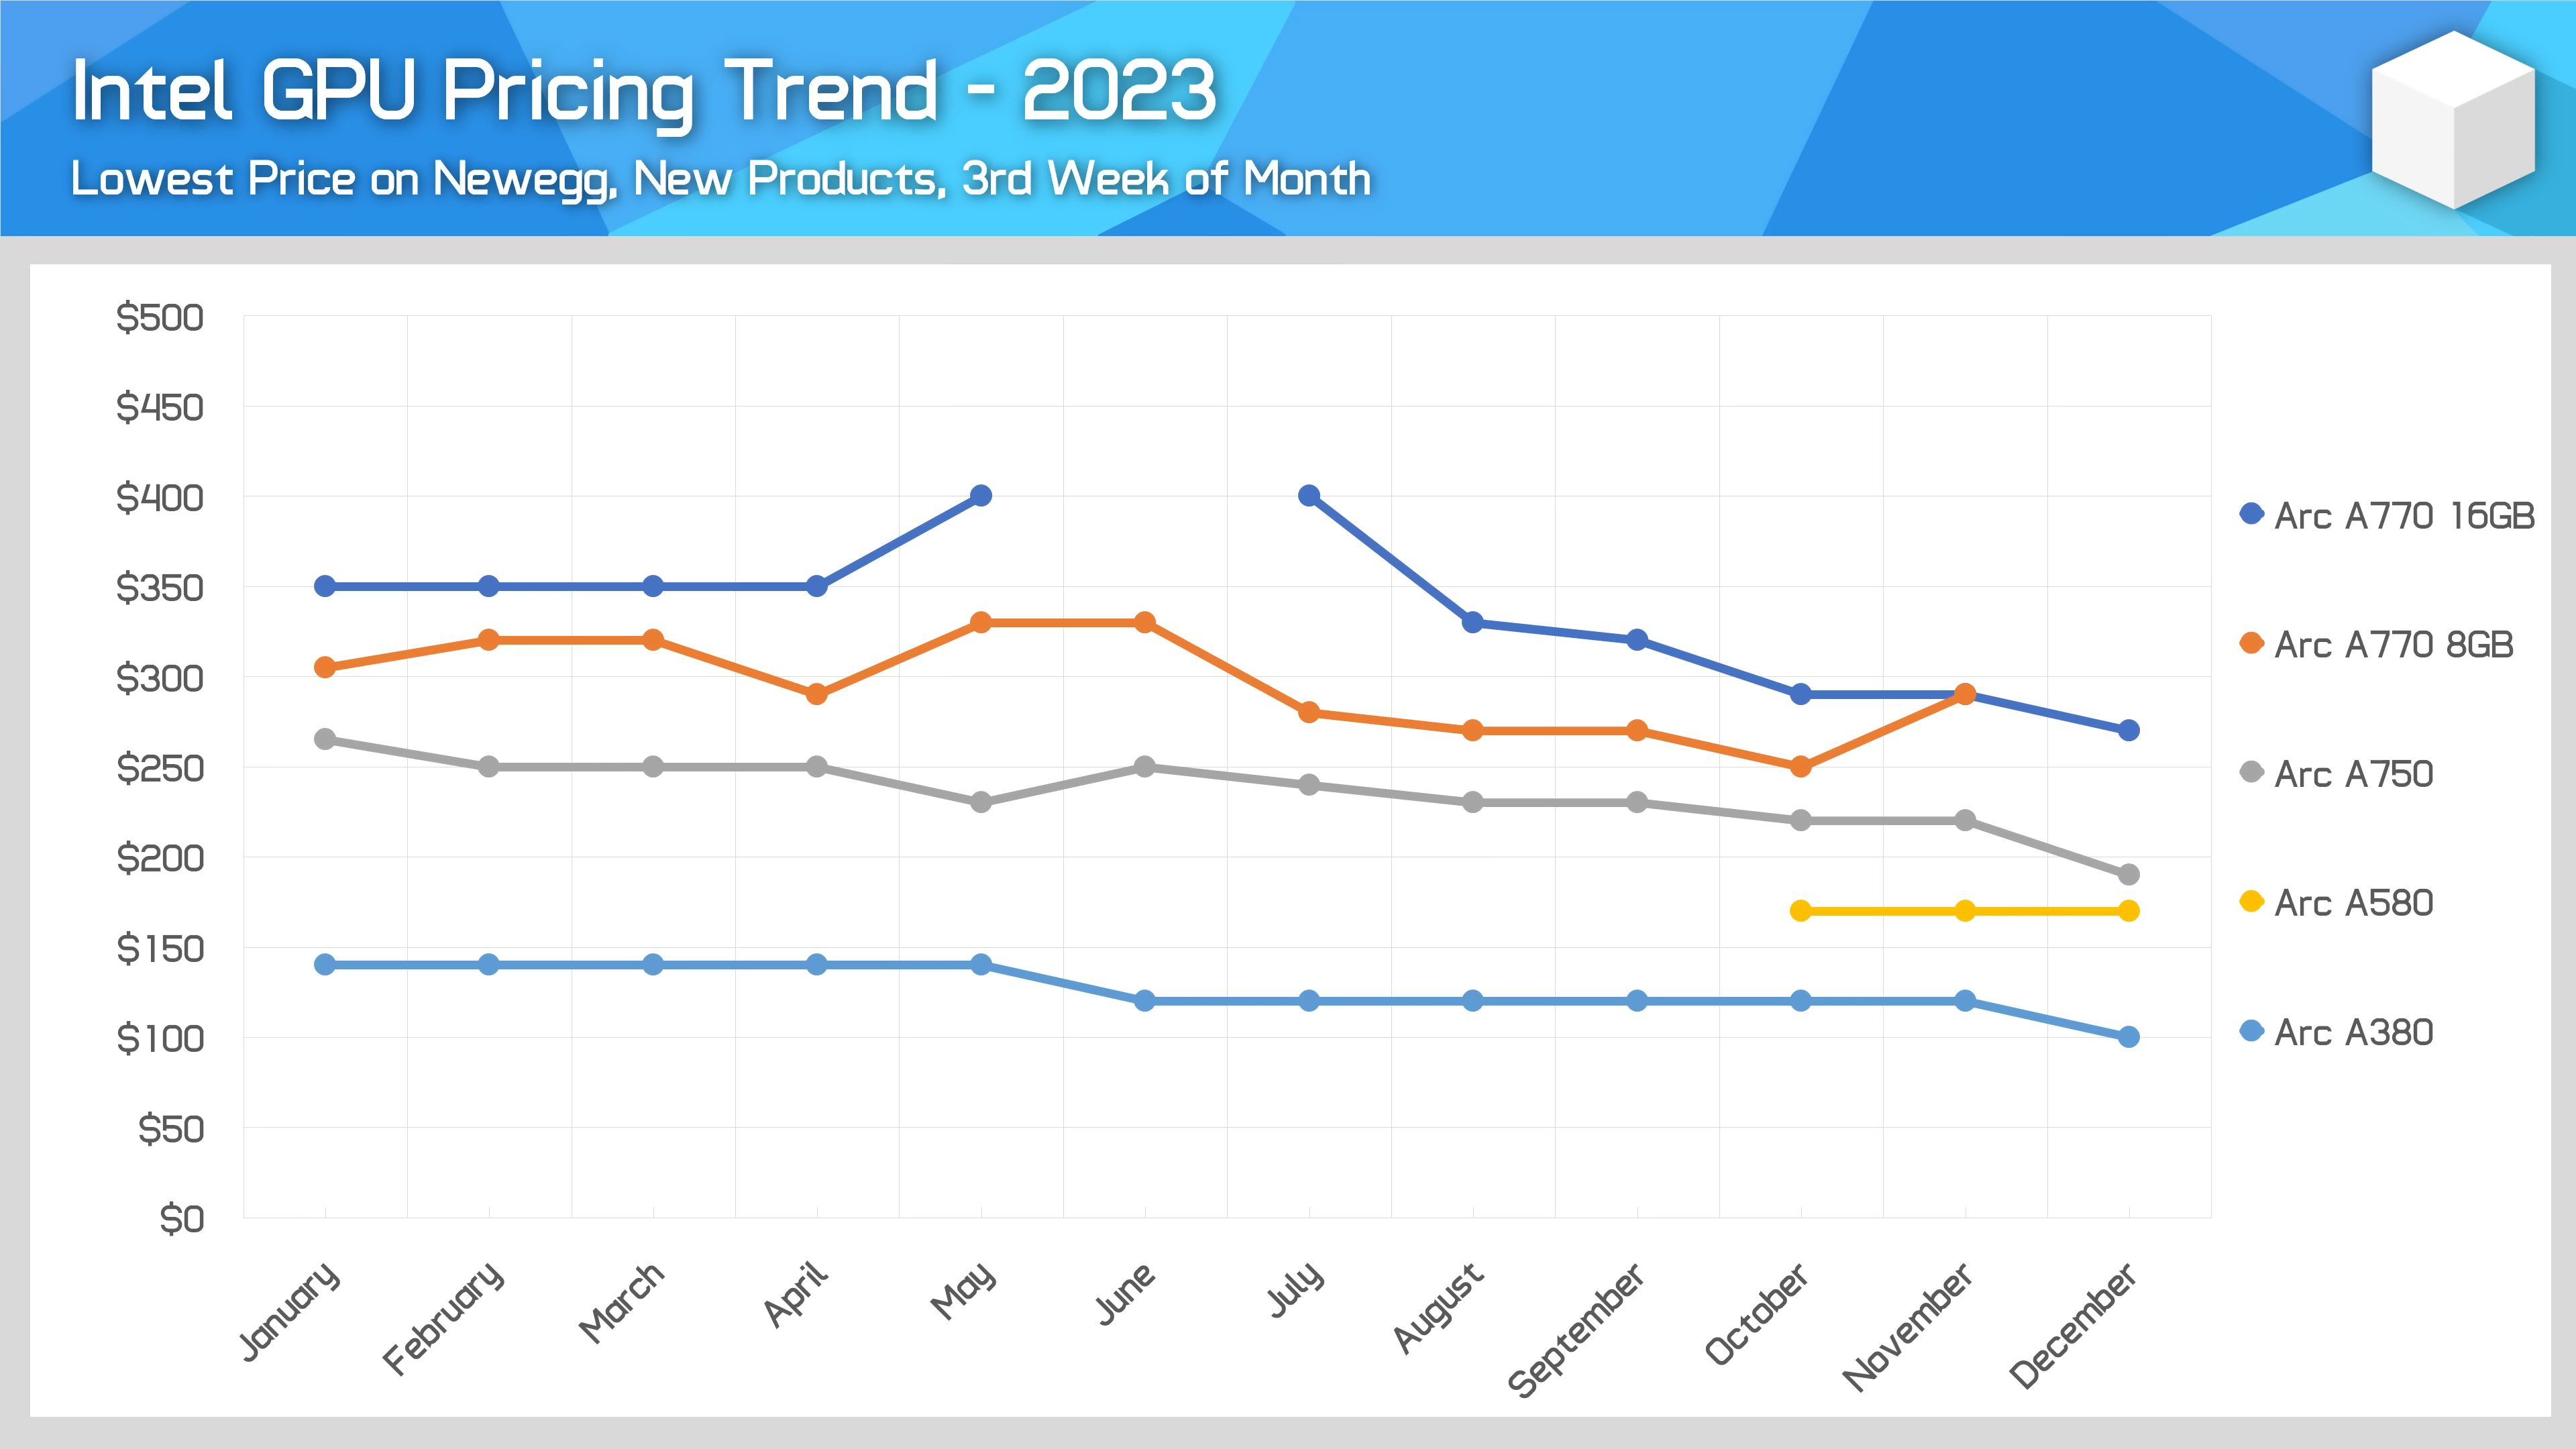 Intel GPU Pricing Trend - 2023
Lowest Price on Newegg, New Products, 3rd Week of Month
$500
$450
$400
$350
$300
$250
$200
$150
$100
$50
$0
January
February
March
April
May
June
July
August
September
October
November
December
Arc A770 16GB
Arc A770 8GB
Arc A750
Arc A580
Arc A380